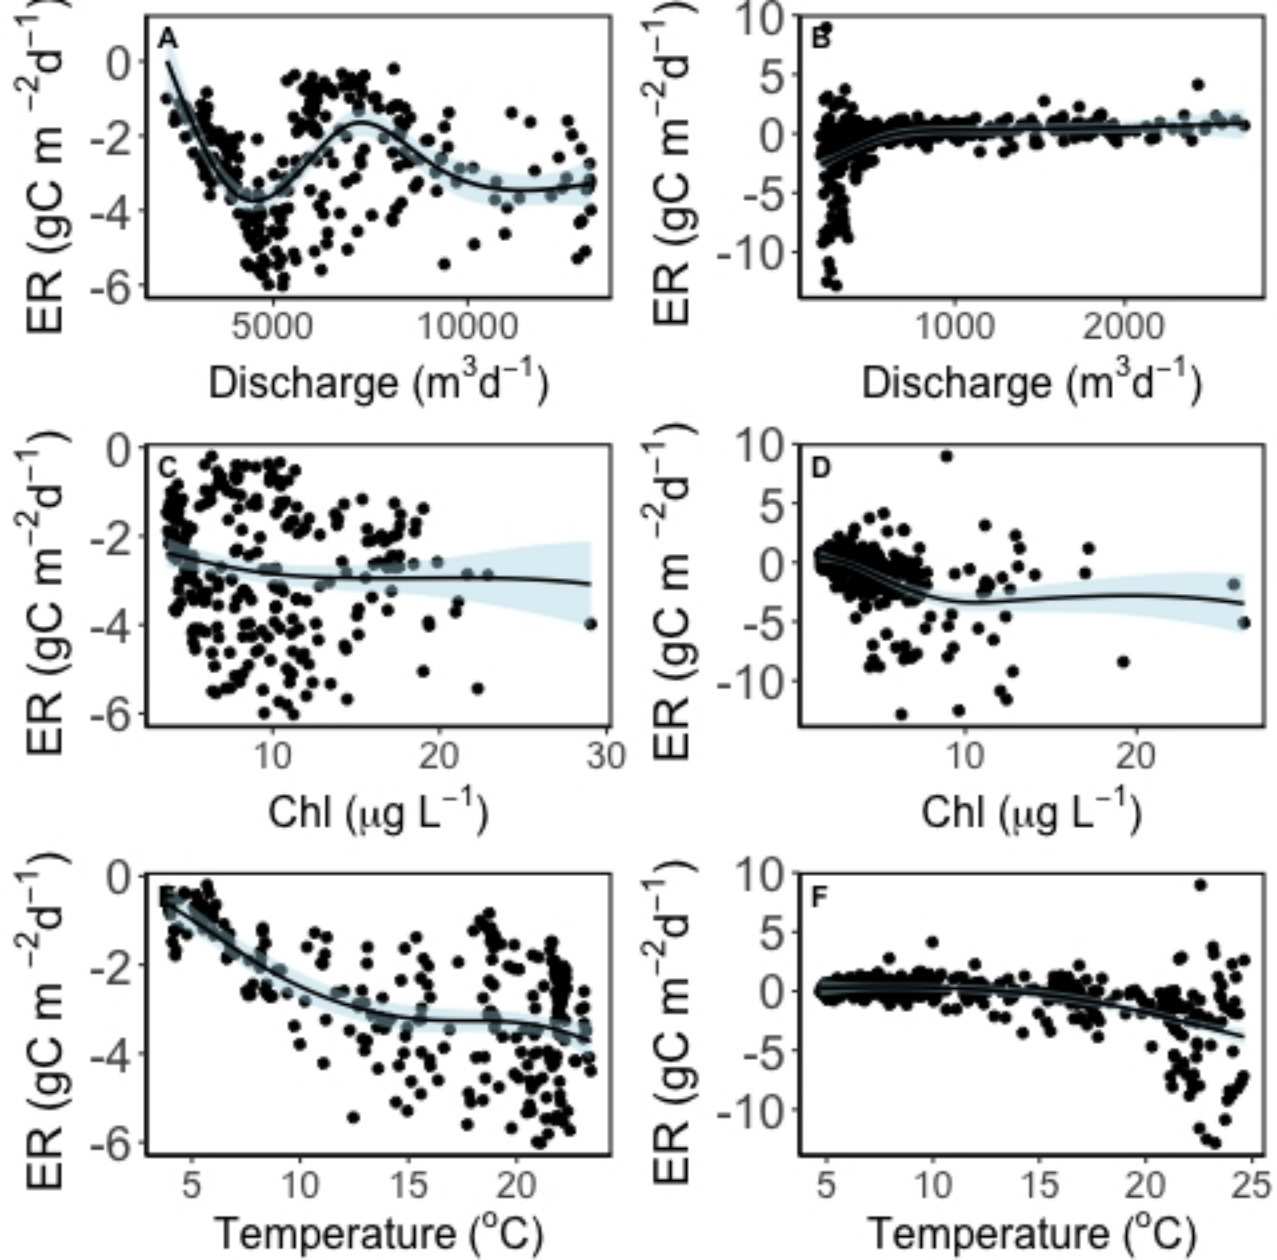 A
ER (gC m⁻²d⁻¹)
0
-2
-4
-6
5000 10000
Discharge (m³d⁻¹)
B
ER (gC m⁻²d⁻¹)
10
5
0
-5
-10
1000 2000
Discharge (m³d⁻¹)
C
ER (gC m⁻²d⁻¹)
0
-2
-4
-6
10 20 30
Chl (µg L⁻¹)
D
ER (gC m⁻²d⁻¹)
10
5
0
-5
-10
10 20
Chl (µg L⁻¹)
E
ER (gC m⁻²d⁻¹)
0
-2
-4
-6
5 10 15 20
Temperature (°C)
F
ER (gC m⁻²d⁻¹)
10
5
0
-5
-10
5 10 15 20 25
Temperature (°C)